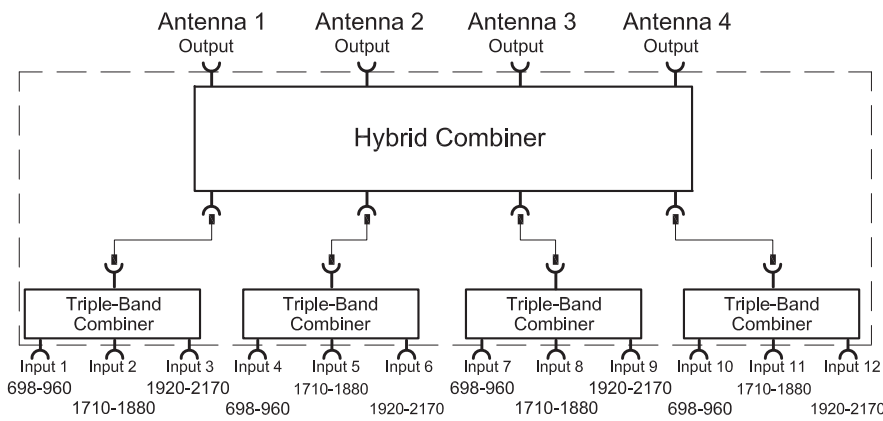 Antenna 1 Antenna 2 Antenna 3 Antenna 4
Output Output Output Output
Hybrid Combiner
Triple-Band Triple-Band Triple-Band Triple-Band
Combiner Combiner Combiner Combiner
Input 1 Input 2 Input 3 Input 4 Input 5 Input 6 Input 7 Input 8 Input 9 Input 10 Input 11 Input 12
698-960 1920-2170 1710-1880 698-960 1920-2170 1710-1880
1710-1880 698-960 1920-2170 1710-1880 698-960 1920-2170